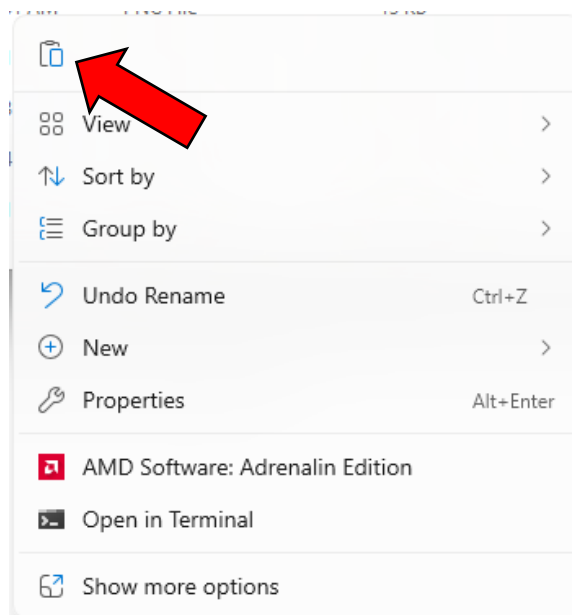 View
Sort by
Group by
Undo Rename Ctrl+Z
New
Properties Alt+Enter
AMD Software: Adrenalin Edition
Open in Terminal
Show more options